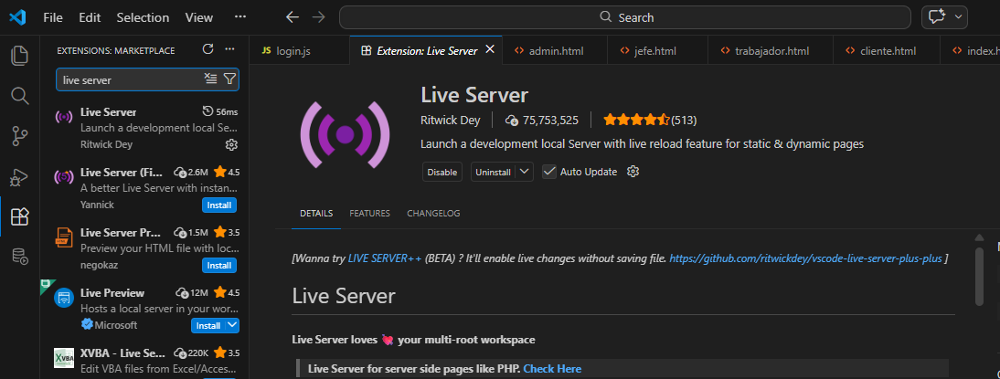 File Edit Selection View ···
Search
EXTENSIONS: MARKETPLACE
JS login.js
Extension: Live Server
admin.html
jefe.html
trabajador.html
cliente.html
index.h
live server
Live Server 56ms
Launch a development local Se...
Ritwick Dey
Live Server (Fi... 2.6M 4.5
A better Live Server with instan...
Yannick Install
Live Server Pr... 1.5M 3.5
Preview your HTML file with loc...
negokaz Install
Live Preview 12M 4.5
Hosts a local server in your wor...
Microsoft Install
XVBA - Live Se... 220K 3.5
Edit VBA files from Excel/Acces...
XVBA
Live Server
Ritwick Dey 75,753,525 (513)
Launch a development local Server with live reload feature for static & dynamic pages
Disable Uninstall Auto Update
DETAILS FEATURES CHANGELOG
[Wanna try LIVE SERVER++ (BETA) ? It'll enable live changes without saving file. https://github.com/ritwickdey/vscode-live-server-plus-plus ]
Live Server
Live Server loves 💘 your multi-root workspace
Live Server for server side pages like PHP. Check Here